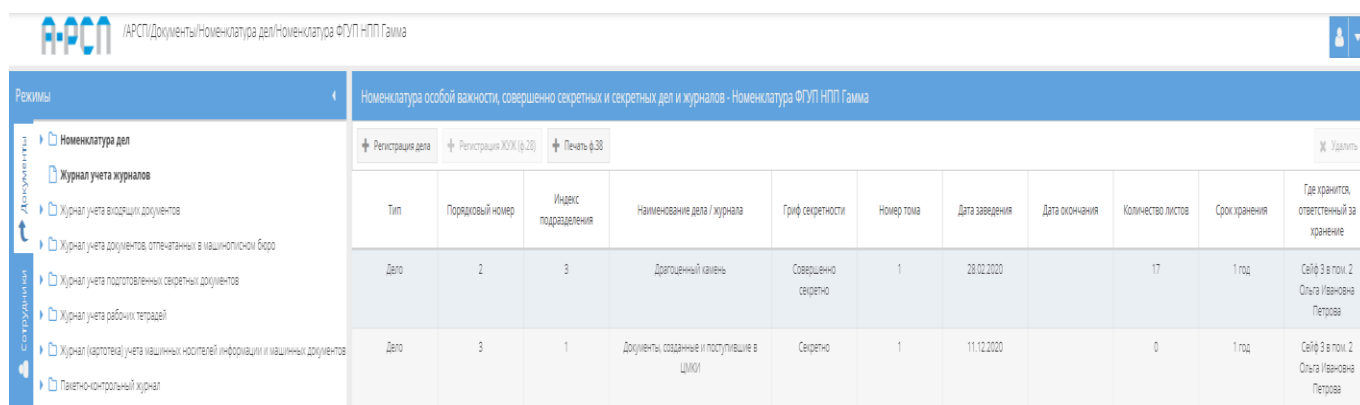 А-РСП
/АРСП/Документы/Номенклатура дел/Номенклатура ФГУП НПП Гамма
Режимы
Номенклатура особой важности, совершенно секретных и секретных дел и журналов - Номенклатура ФГУП НПП Гамма
Документы
Сотрудники
Номенклатура дел
Журнал учета журналов
Журнал учета входящих документов
Журнал учета документов, отпечатанных в машинописном бюро
Журнал учета подготовленных секретных документов
Журнал учета рабочих тетрадей
Журнал (картотека) учета машинных носителей информации и машинных документов
Пакетно-контрольный журнал
Регистрация дела
Регистрация ЖУЖ (ф.28)
Печать ф.38
Удалить
Тип
Порядковый номер
Индекс
подразделения
Наименование дела / журнала
Гриф секретности
Номер тома
Дата заведения
Дата окончания
Количество листов
Срок хранения
Где хранится,
ответстенный за
хранение
Дело
2
3
Драгоценный камень
Совершенно
секретно
1
28.02.2020
17
1 год
Сейф 3 в пом. 2
Ольга Ивановна
Петрова
Дело
3
1
Документы, созданные и поступившие в
ЦМКИ
Секретно
1
11.12.2020
0
1 год
Сейф 3 в пом. 2
Ольга Ивановна
Петрова